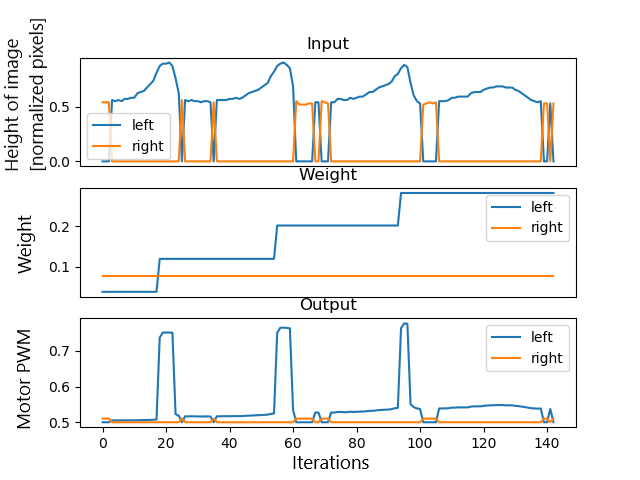 Input
Height of image
[normalized pixels]
0.5
0.0
left
right
Weight
Weight
0.2
0.1
left
right
Output
Motor PWM
0.7
0.6
0.5
left
right
0 20 40 60 80 100 120 140
Iterations